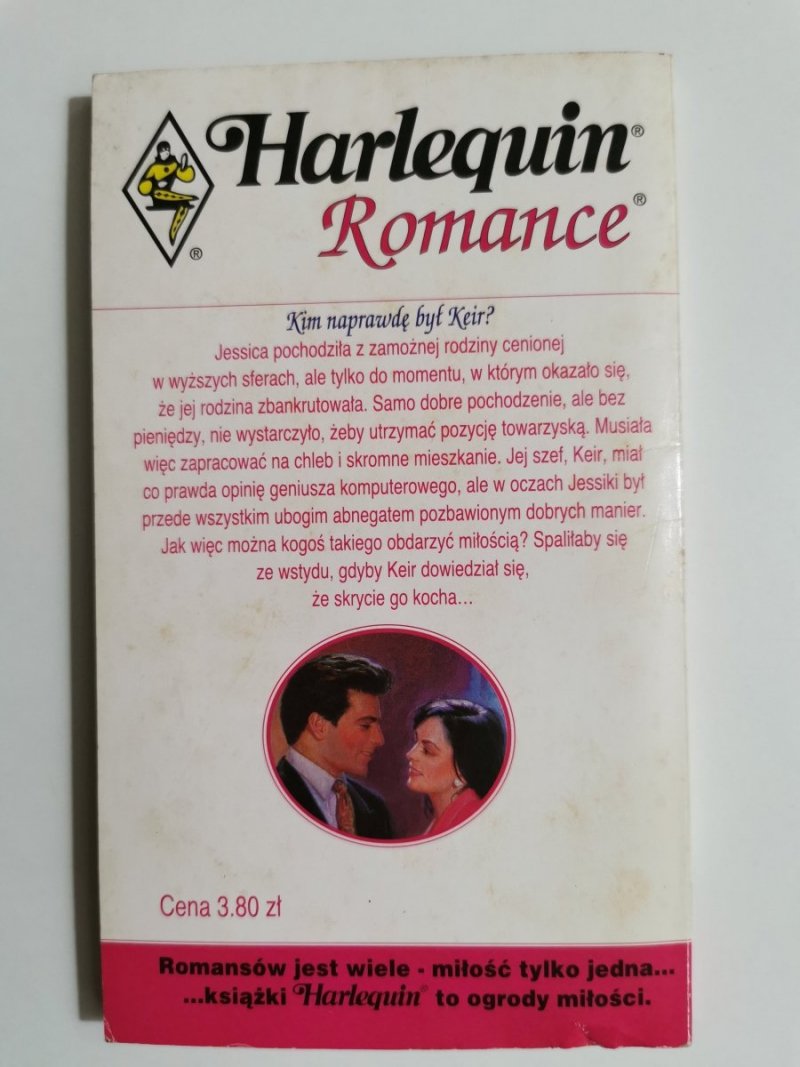 Harlequin®
Romance®
®
Kim naprawdę był Keir?
Jessica pochodziła z zamożnej rodziny cenionej
w wyższych sferach, ale tylko do momentu, w którym okazało się,
że jej rodzina zbankrutowała. Samo dobre pochodzenie, ale bez
pieniędzy, nie wystarczyło, żeby utrzymać pozycję towarzyską. Musiała
więc zapracować na chleb i skromne mieszkanie. Jej szef, Keir, miał
co prawda opinię geniusza komputerowego, ale w oczach Jessiki był
przede wszystkim ubogim abnegatem pozbawionym dobrych manier.
Jak więc można kogoś takiego obdarzyć miłością? Spaliłaby się
ze wstydu, gdyby Keir dowiedział się,
że skrycie go kocha...
Cena 3.80 zł
Romansów jest wiele - miłość tylko jedna...
...książki Harlequin® to ogrody miłości.